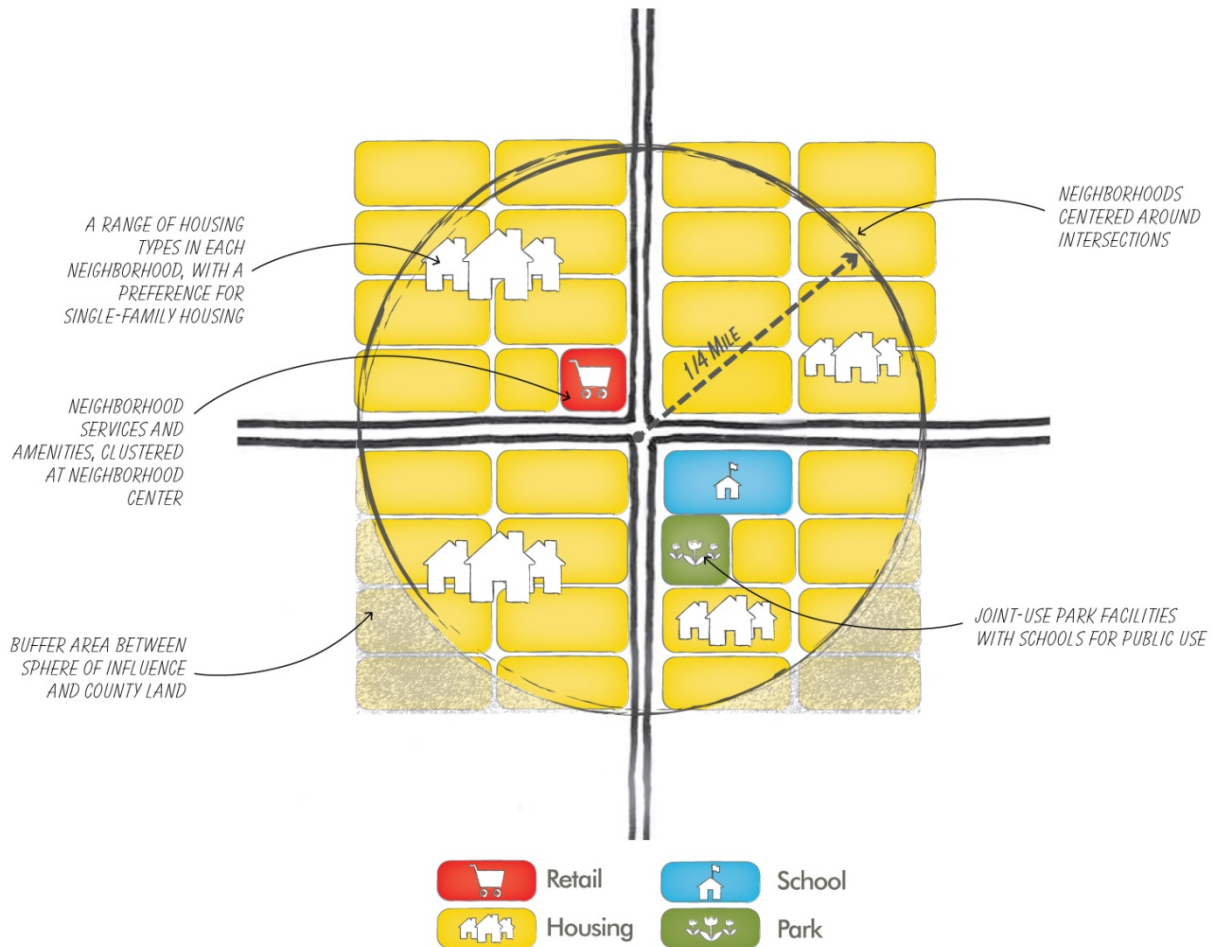 A RANGE OF HOUSING
TYPES IN EACH
NEIGHBORHOOD, WITH A
PREFERENCE FOR
SINGLE-FAMILY HOUSING
NEIGHBORHOODS
CENTERED AROUND
INTERSECTIONS
1/4 MILE
NEIGHBORHOOD
SERVICES AND
AMENITIES, CLUSTERED
AT NEIGHBORHOOD
CENTER
BUFFER AREA BETWEEN
SPHERE OF INFLUENCE
AND COUNTY LAND
JOINT-USE PARK FACILITIES
WITH SCHOOLS FOR PUBLIC USE
Retail
School
Housing
Park